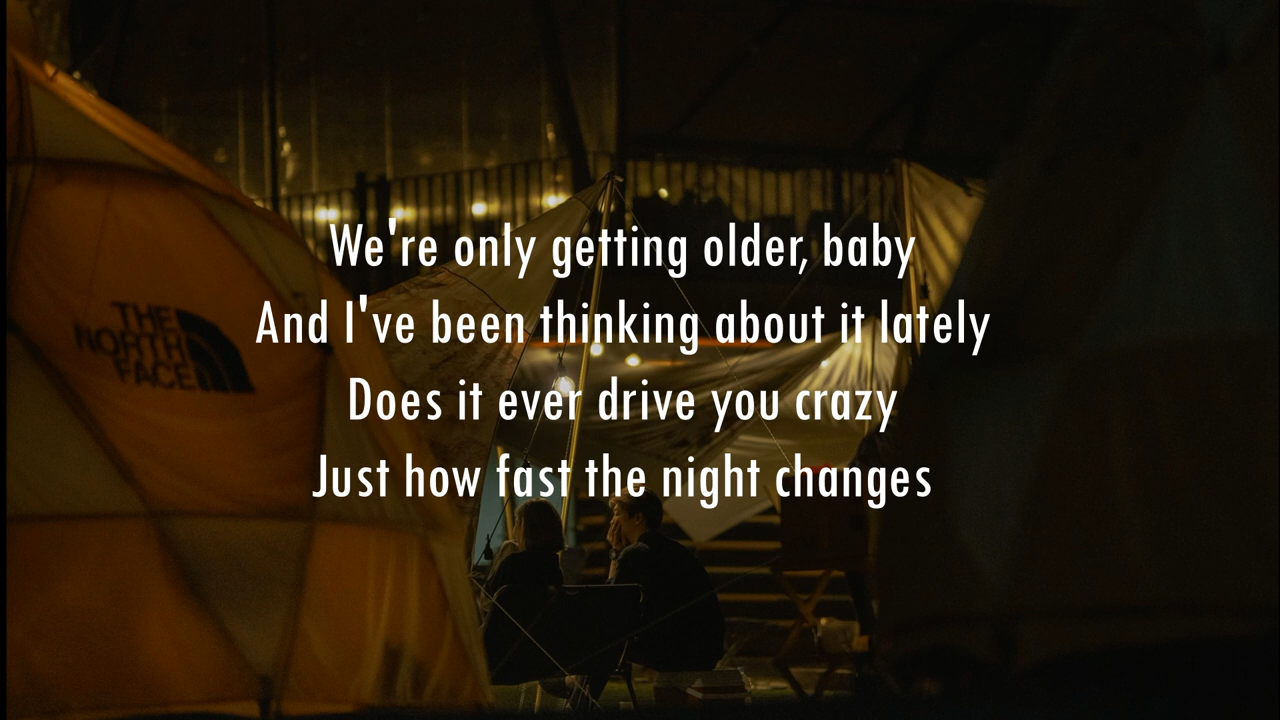 We're only getting older, baby
And I've been thinking about it lately
Does it ever drive you crazy
Just how fast the night changes
THE
NORTH
FACE